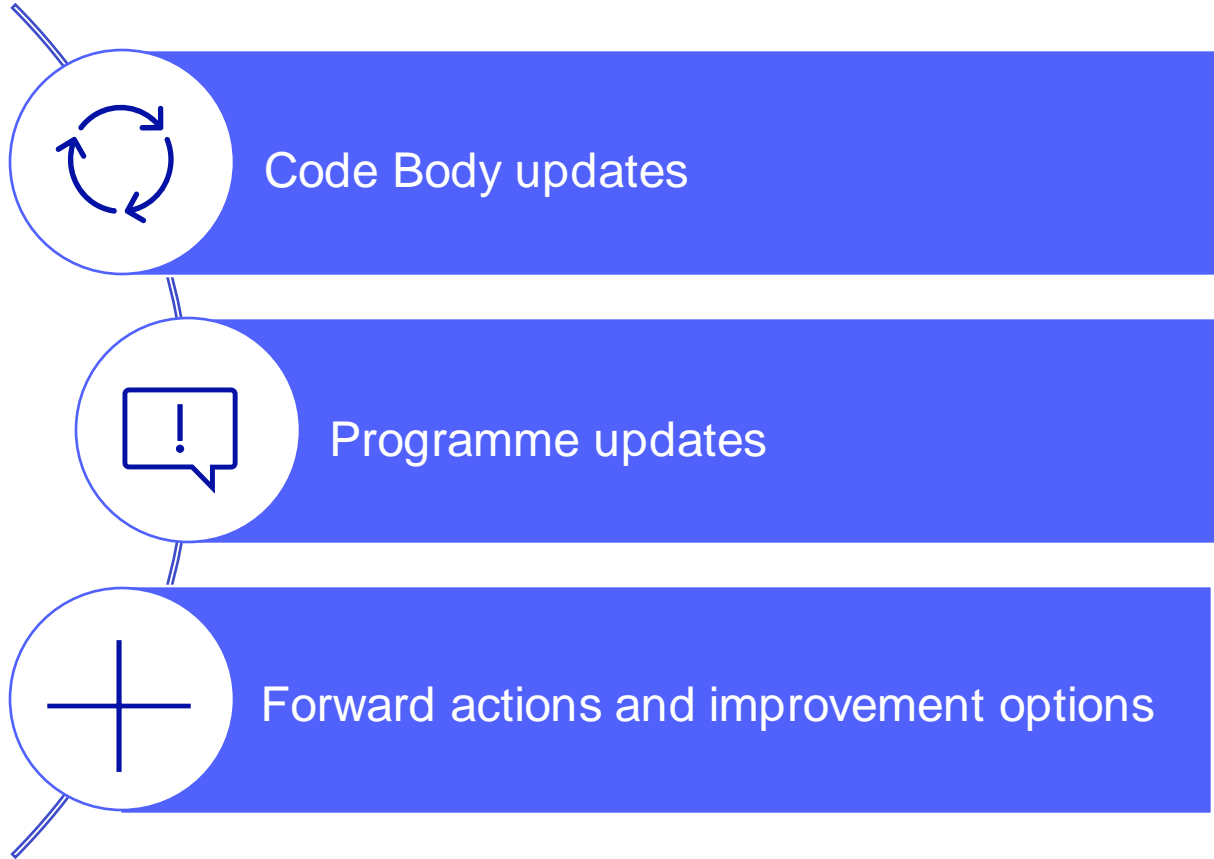 Code Body updates
Programme updates
Forward actions and improvement options